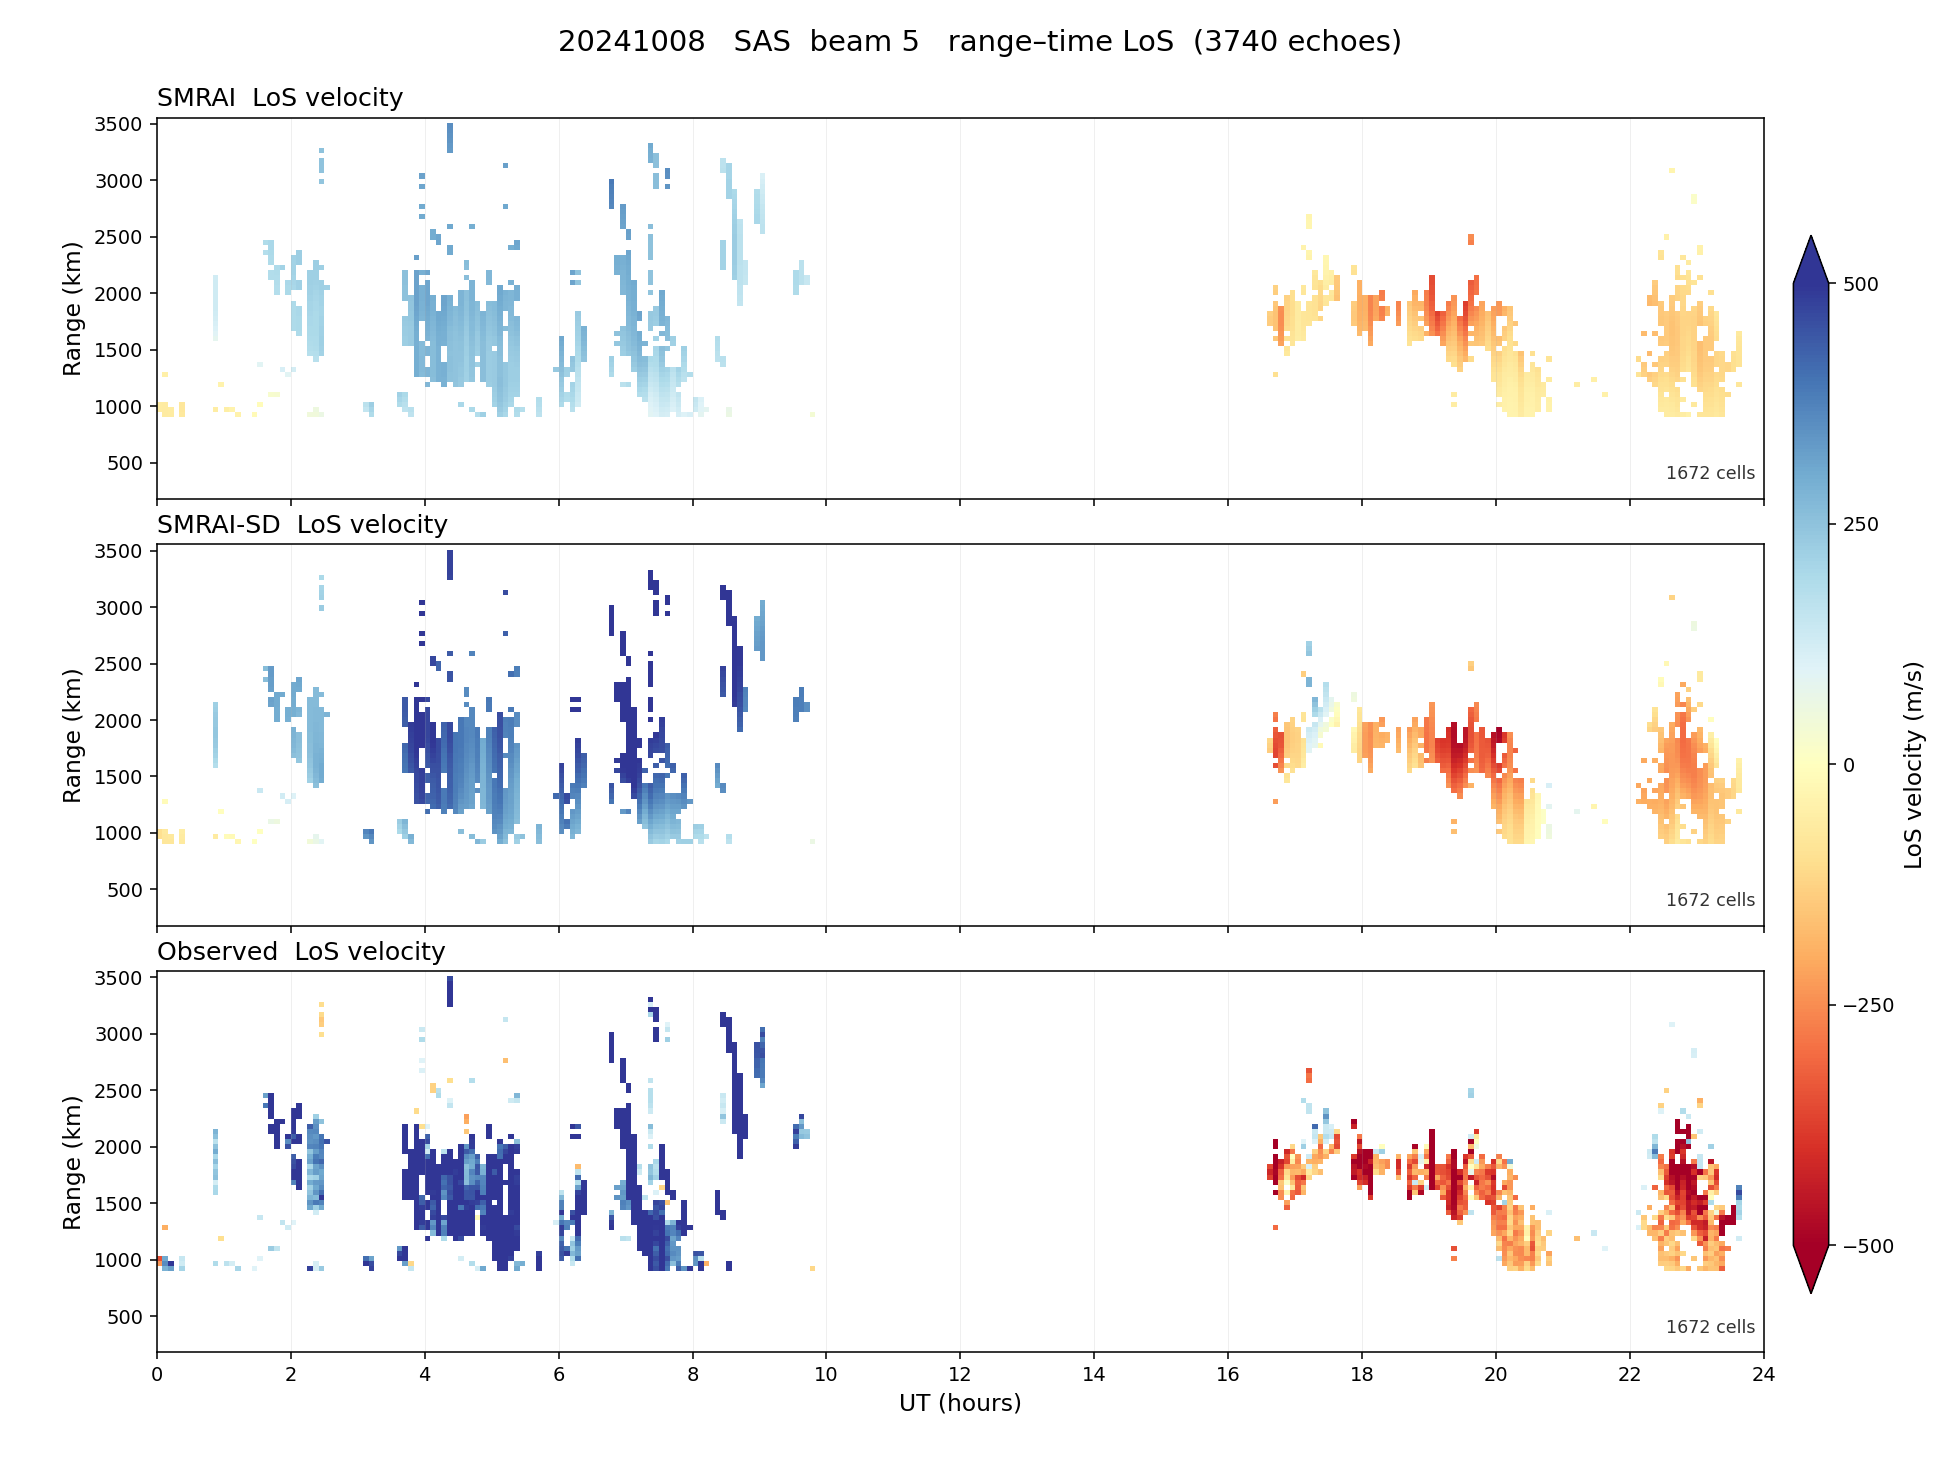 20241008 SAS beam 5 range–time LoS (3740 echoes)
SMRAI LoS velocity
3500
3000
2500
2000
1500
1000
500
Range (km)
1672 cells
SMRAI-SD LoS velocity
3500
3000
2500
2000
1500
1000
500
Range (km)
1672 cells
Observed LoS velocity
3500
3000
2500
2000
1500
1000
500
Range (km)
1672 cells
0 2 4 6 8 10 12 14 16 18 20 22 24
UT (hours)
500
250
0
−250
−500
LoS velocity (m/s)